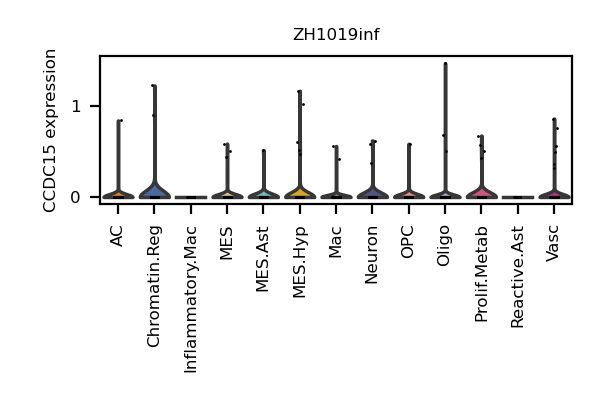 ZH1019inf
CCDC15 expression
1
0
AC
Chromatin.Reg
Inflammatory.Mac
MES
MES.Ast
MES.Hyp
Mac
Neuron
OPC
Oligo
Prolif.Metab
Reactive.Ast
Vasc